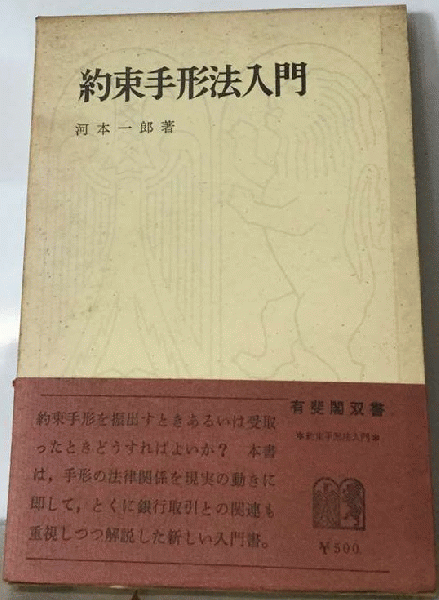 約束手形法入門
河本一郎著
有斐閣双書
約束手形法入門
約束手形を振出すときあるいは受取
ったときどうすればよいか？ 本書
は，手形の法律関係を現実の動きに
即して，とくに銀行取引との関連も
重視しつつ解説した新しい入門書。
¥500.